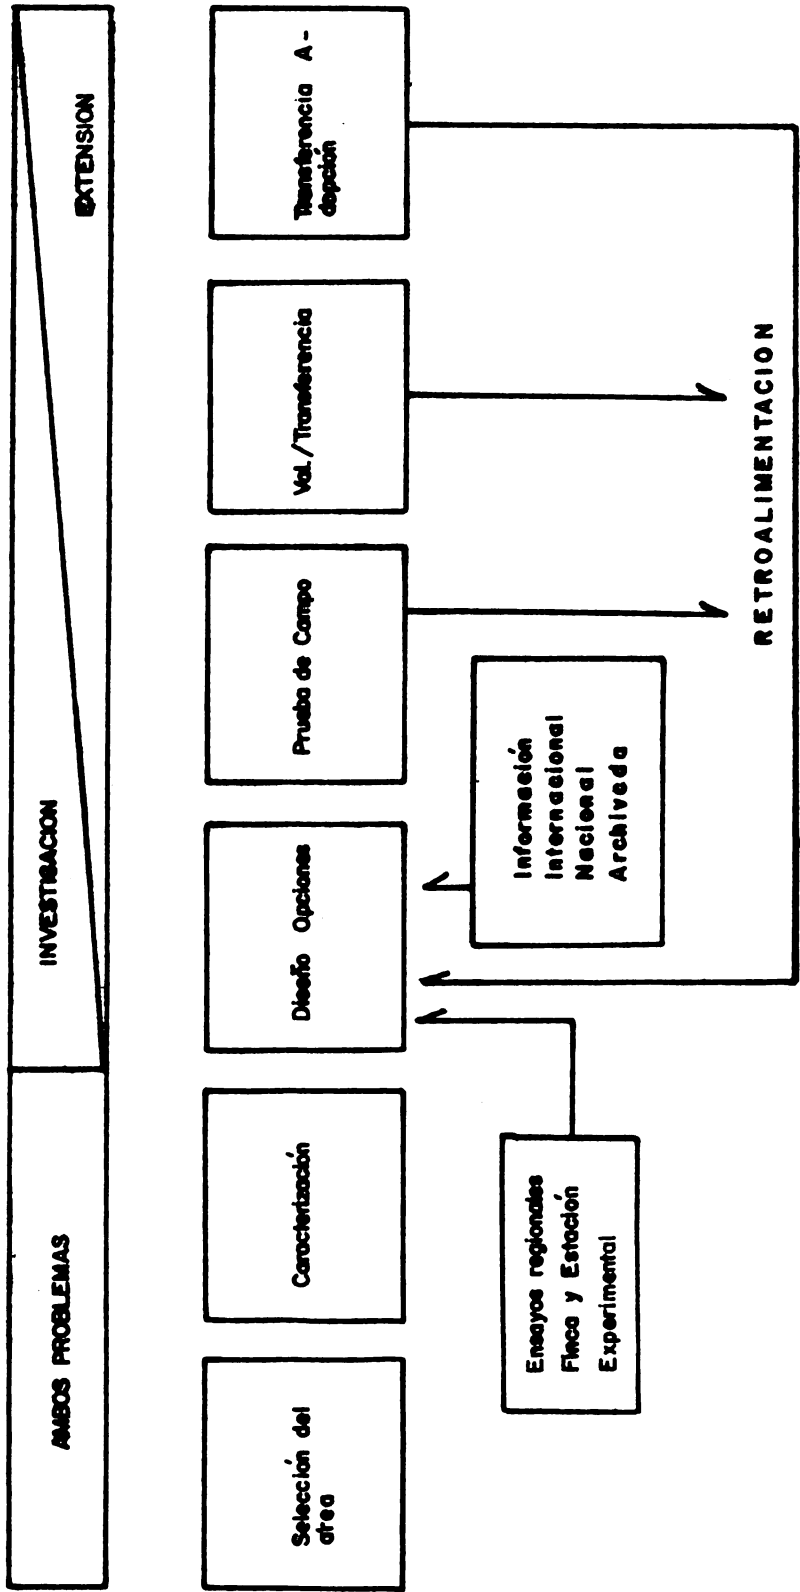 AMBOS PROBLEMAS
INVESTIGACION
EXTENSION
Selección del
área
Caracterización
Diseño Opciones
Prueba de Campo
Val./Transferencia
Transferencia A-
dopción
Ensayos regionales
Finca y Estación
Experimental
Información
Internacional
Nacional
Archivada
RETROALIMENTACION